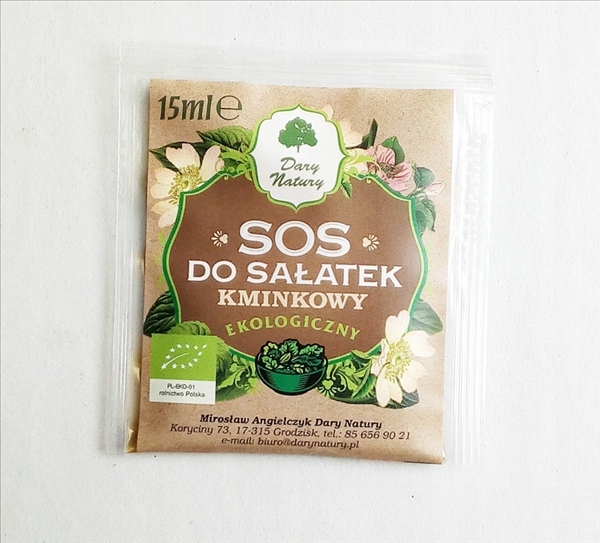 15ml℮
Dary
Natury
SOS
DO SAŁATEK
KMINKOWY
EKOLOGICZNY
PL-EKO-01
rolnictwo Polska
Mirosław Angielczyk Dary Natury
Koryciny 73, 17-315 Grodzisk, tel.: 85 656 90 21
e-mail: biuro@darynatury.pl